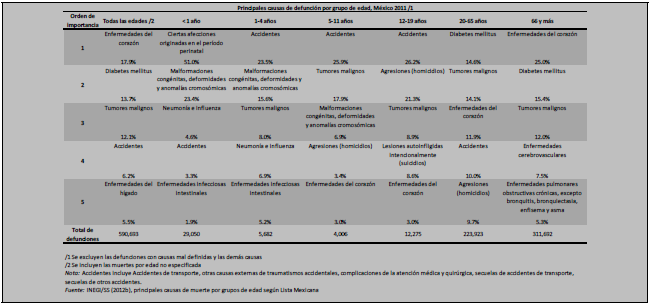 Principales causas de defunción por grupo de edad, México 2011 /1
Orden de importancia Todas las edades /2 < 1 año 1-4 años 5-11 años 12-19 años 20-65 años 66 y más
1 Enfermedades del corazón Ciertas afecciones originadas en el período perinatal Accidentes Accidentes Accidentes Diabetes mellitus Enfermedades del corazón
17.9% 51.0% 23.5% 25.9% 26.2% 14.6% 25.0%
2 Diabetes mellitus Malformaciones congénitas, deformidades y anomalías cromosómicas Malformaciones congénitas, deformidades y anomalías cromosómicas Tumores malignos Agresiones (homicidios) Tumores malignos Diabetes mellitus
13.7% 23.4% 15.6% 17.9% 21.3% 14.1% 15.4%
3 Tumores malignos Neumonía e influenza Tumores malignos Malformaciones congénitas, deformidades y anomalías cromosómicas Tumores malignos Enfermedades del corazón Tumores malignos
12.1% 4.6% 8.0% 6.9% 8.9% 11.9% 12.0%
4 Accidentes Accidentes Neumonía e influenza Agresiones (homicidios) Lesiones autoinfligidas intencionalmente (suicidios) Accidentes Enfermedades cerebrovasculares
6.2% 3.3% 6.9% 3.4% 8.6% 10.0% 7.5%
5 Enfermedades del hígado Enfermedades infecciosas intestinales Enfermedades infecciosas intestinales Enfermedades del corazón Enfermedades del corazón Agresiones (homicidios) Enfermedades pulmonares obstructivas crónicas, excepto bronquitis, bronquiectasia, enfisema y asma
5.5% 1.9% 5.2% 3.0% 3.0% 9.7% 5.3%
Total de defunciones 590,693 29,050 5,682 4,006 12,275 223,923 311,692
/1 Se excluyen las defunciones con causas mal definidas y las demás causas
/2 Se incluyen las muertes por edad no especificada
Nota: Accidentes incluye Accidentes de transporte, otras causas externas de traumatismos accidentales, complicaciones de la atención médica y quirúrgica, secuelas de accidentes de transporte,
secuelas de otros accidentes.
Fuente: INEGI/SS (2012b), principales causas de muerte por grupos de edad según Lista Mexicana